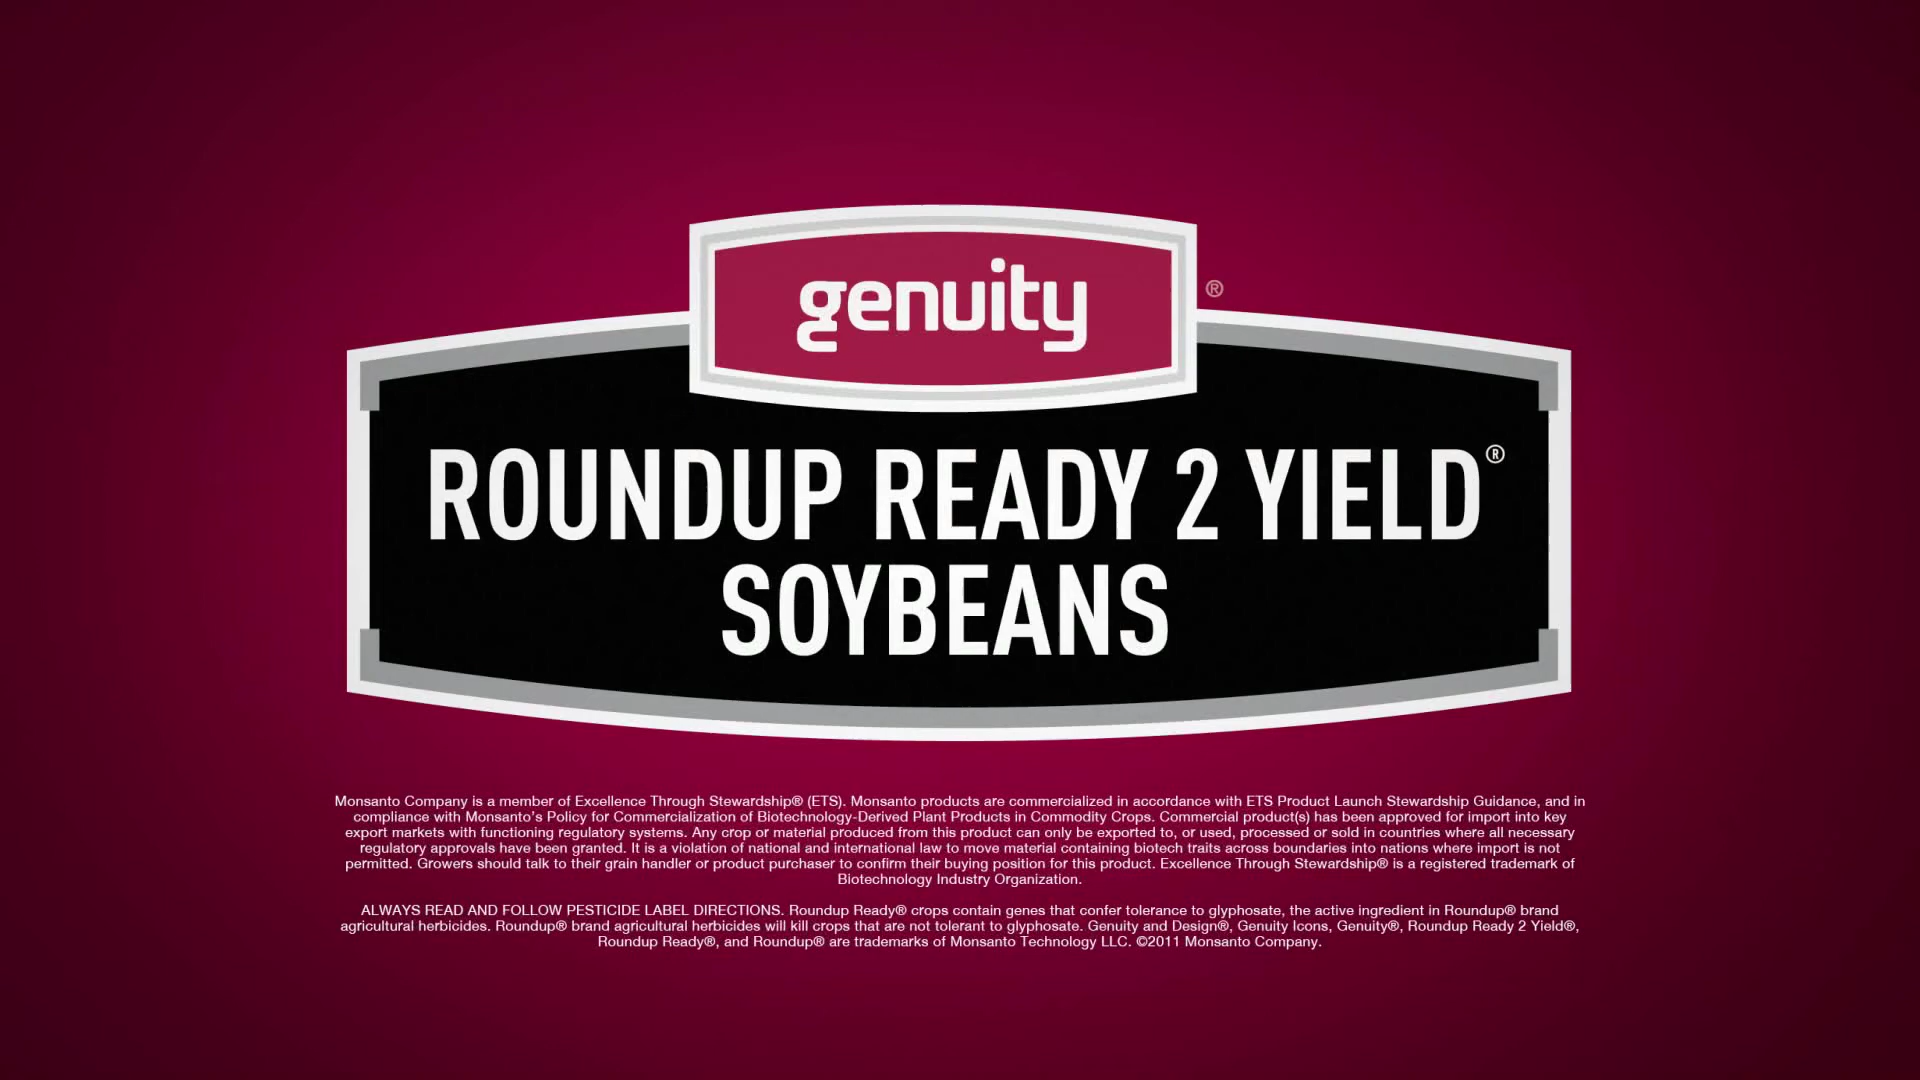 genuity ®
ROUNDUP READY 2 YIELD®
SOYBEANS
Monsanto Company is a member of Excellence Through Stewardship® (ETS). Monsanto products are commercialized in accordance with ETS Product Launch Stewardship Guidance, and in
compliance with Monsanto's Policy for Commercialization of Biotechnology-Derived Plant Products in Commodity Crops. Commercial product(s) has been approved for import into key
export markets with functioning regulatory systems. Any crop or material produced from this product can only be exported to, or used, processed or sold in countries where all necessary
regulatory approvals have been granted. It is a violation of national and international law to move material containing biotech traits across boundaries into nations where import is not
permitted. Growers should talk to their grain handler or product purchaser to confirm their buying position for this product. Excellence Through Stewardship® is a registered trademark of
Biotechnology Industry Organization.
ALWAYS READ AND FOLLOW PESTICIDE LABEL DIRECTIONS. Roundup Ready® crops contain genes that confer tolerance to glyphosate, the active ingredient in Roundup® brand
agricultural herbicides. Roundup® brand agricultural herbicides will kill crops that are not tolerant to glyphosate. Genuity and Design®, Genuity Icons, Genuity®, Roundup Ready 2 Yield®,
Roundup Ready®, and Roundup® are trademarks of Monsanto Technology LLC. ©2011 Monsanto Company.